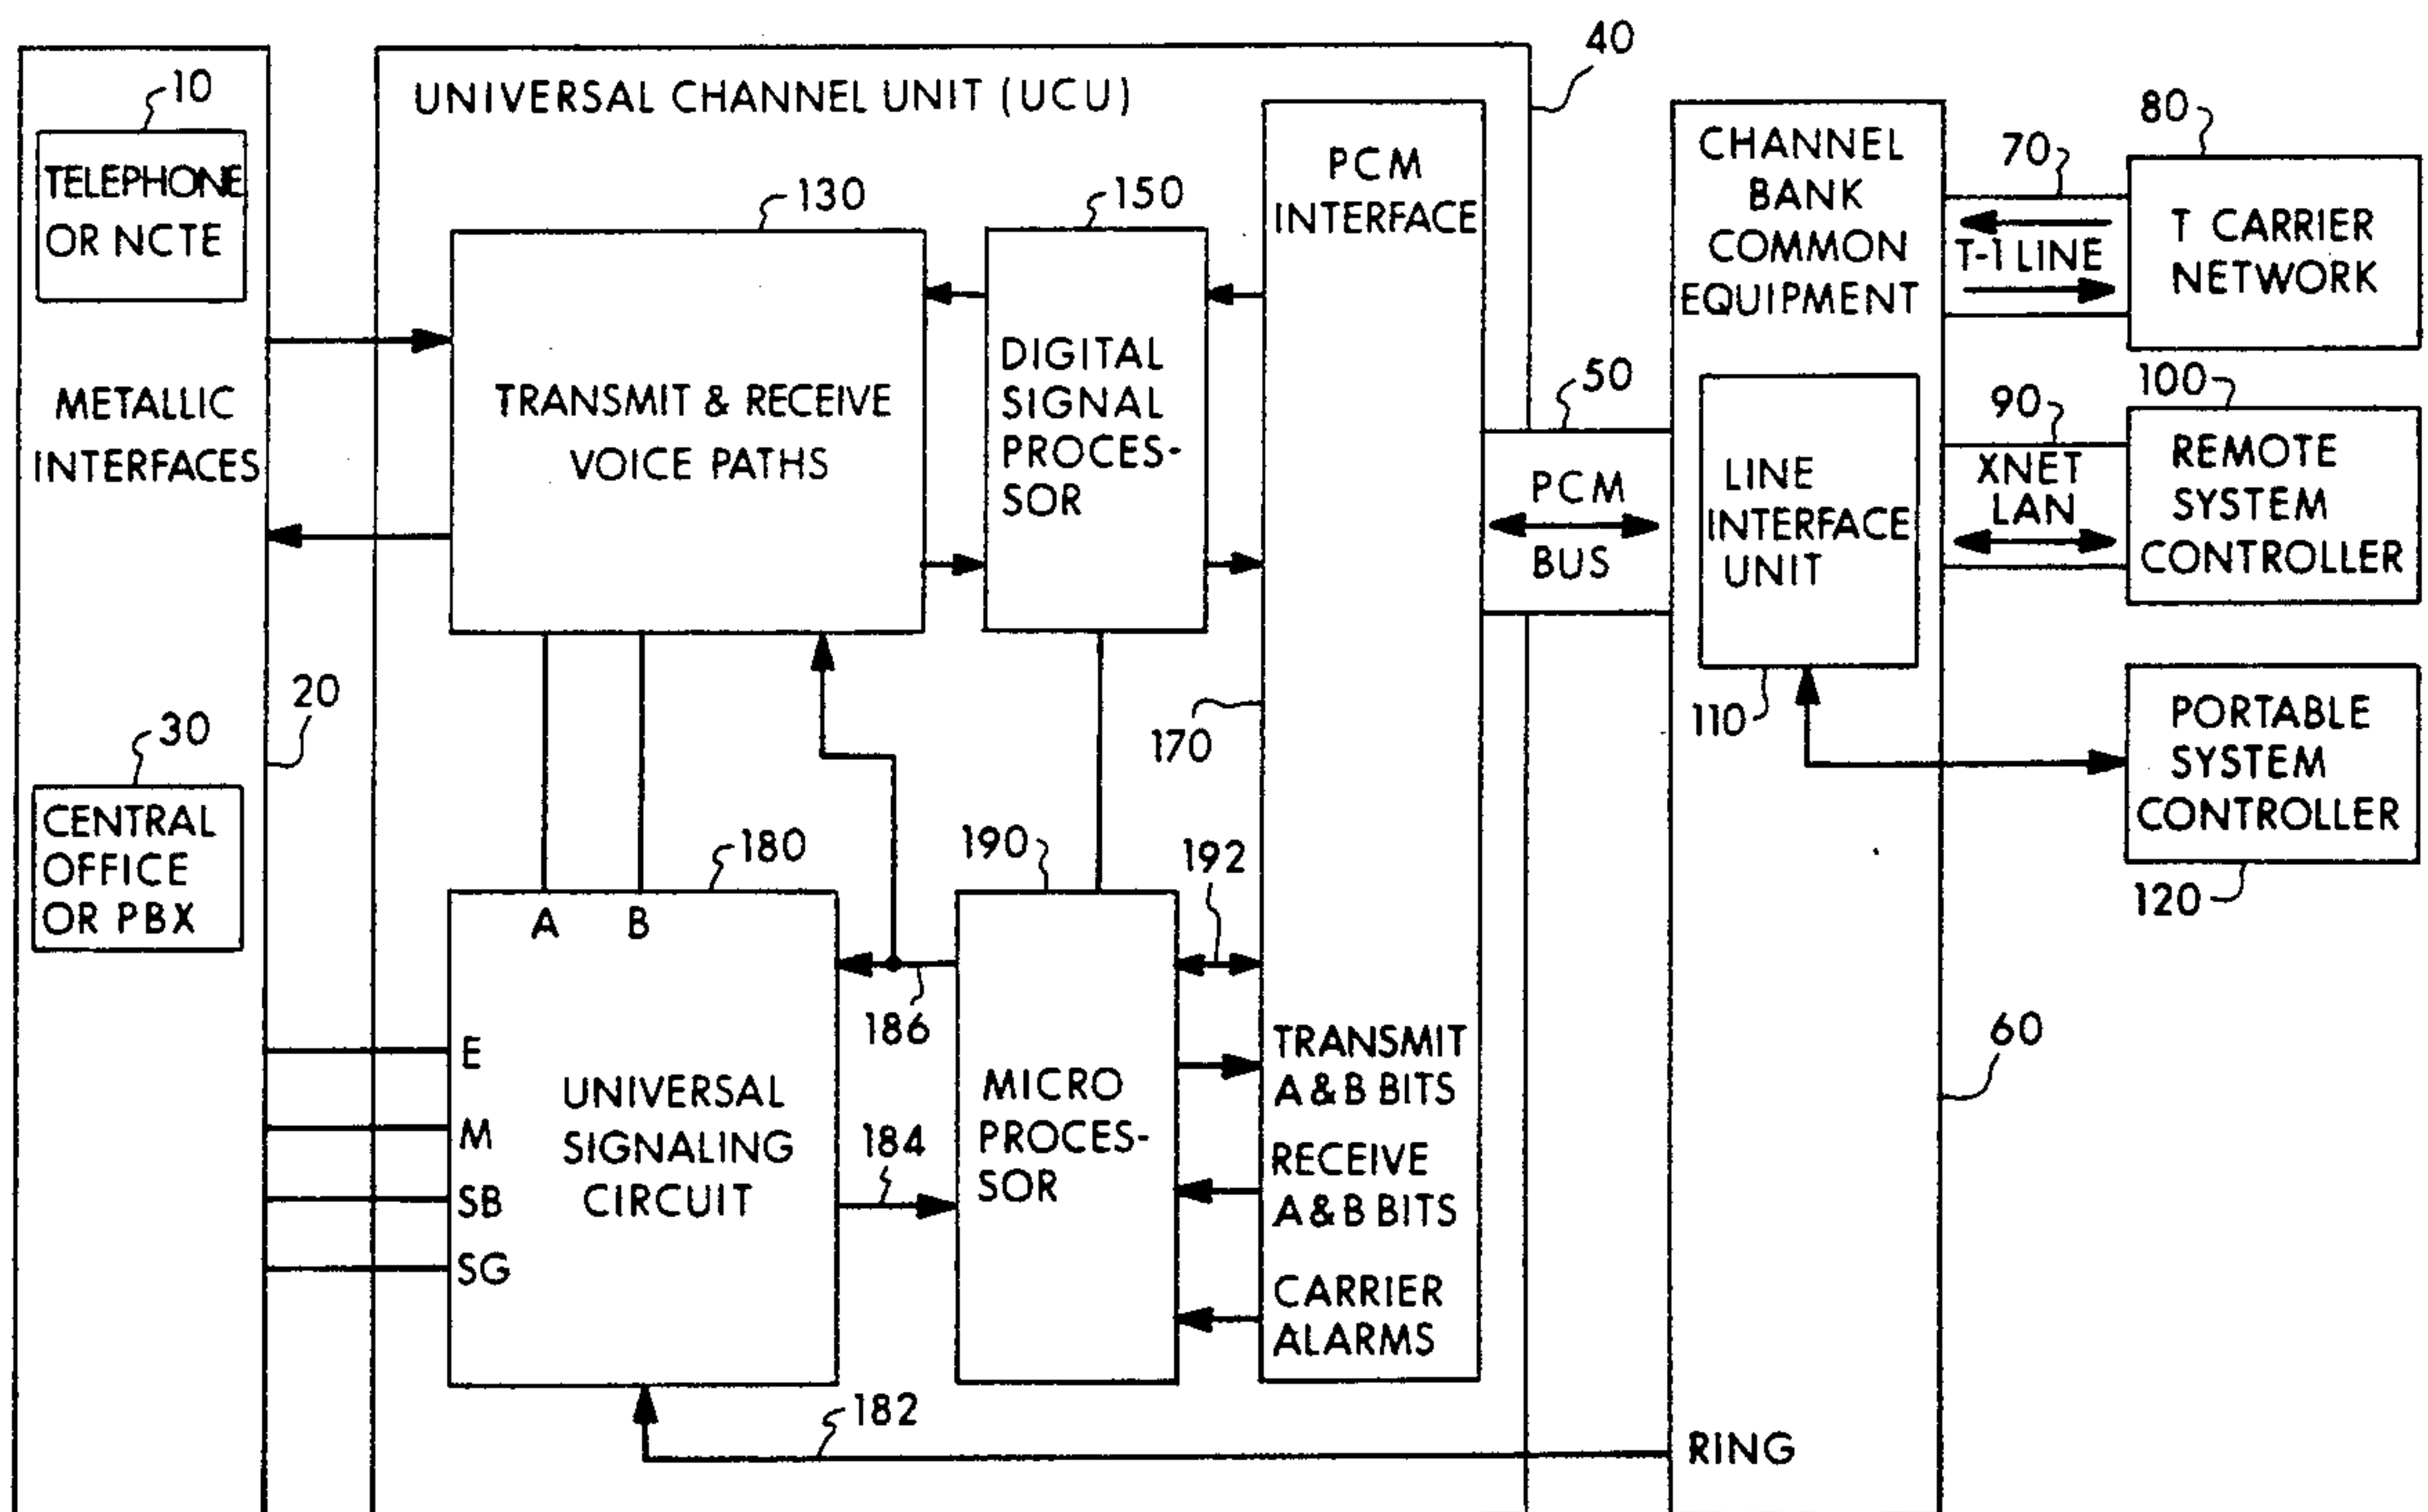 10
TELEPHONE
OR NCTE
METALLIC
INTERFACES
20
30
CENTRAL
OFFICE
OR PBX
UNIVERSAL CHANNEL UNIT (UCU)
40
130
TRANSMIT & RECEIVE
VOICE PATHS
150
DIGITAL
SIGNAL
PROCES-
SOR
PCM
INTERFACE
170
180
A B
E
M
SB
SG
UNIVERSAL
SIGNALING
CIRCUIT
182
184
186
190
MICRO
PROCES-
SOR
192
TRANSMIT
A & B BITS
RECEIVE
A & B BITS
CARRIER
ALARMS
50
PCM
BUS
CHANNEL
BANK
COMMON
EQUIPMENT
LINE
INTERFACE
UNIT
110
60
RING
70
T-1 LINE
80
T CARRIER
NETWORK
90
XNET
LAN
100
REMOTE
SYSTEM
CONTROLLER
PORTABLE
SYSTEM
CONTROLLER
120